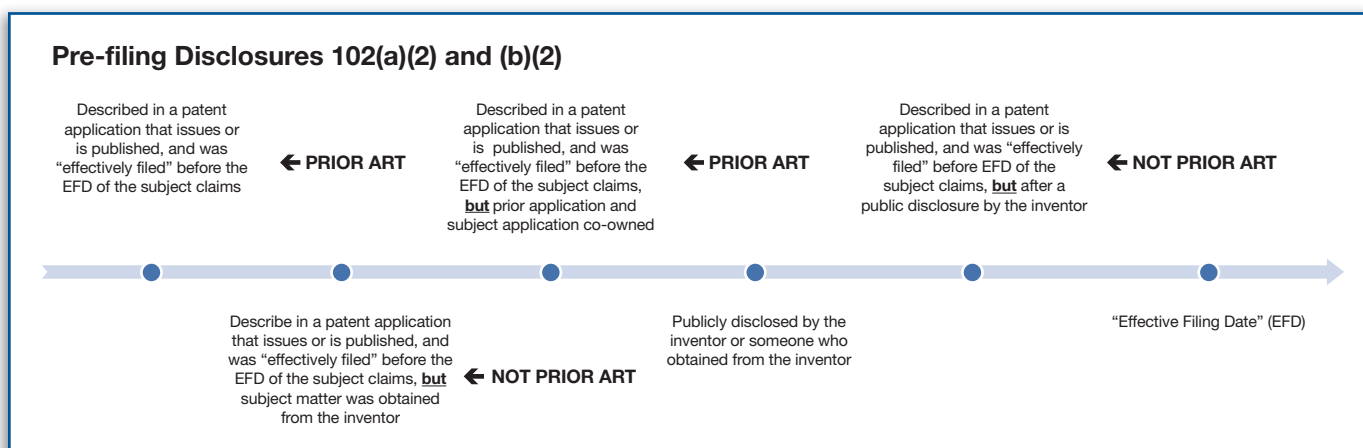 Pre-filing Disclosures 102(a)(2) and (b)(2)
Described in a patent
application that issues or
is published, and was
“effectively filed” before the
EFD of the subject claims
← PRIOR ART
Described in a patent
application that issues or
is published, and was
“effectively filed” before the
EFD of the subject claims,
but prior application and
subject application co-owned
← PRIOR ART
Described in a patent
application that issues or is
published, and was “effectively
filed” before EFD of the
subject claims, but after a
public disclosure by the inventor
← NOT PRIOR ART
Describe in a patent application
that issues or is published, and
was “effectively filed” before the
EFD of the subject claims, but
subject matter was obtained
from the inventor
← NOT PRIOR ART
Publicly disclosed by the
inventor or someone who
obtained from the inventor
“Effective Filing Date” (EFD)